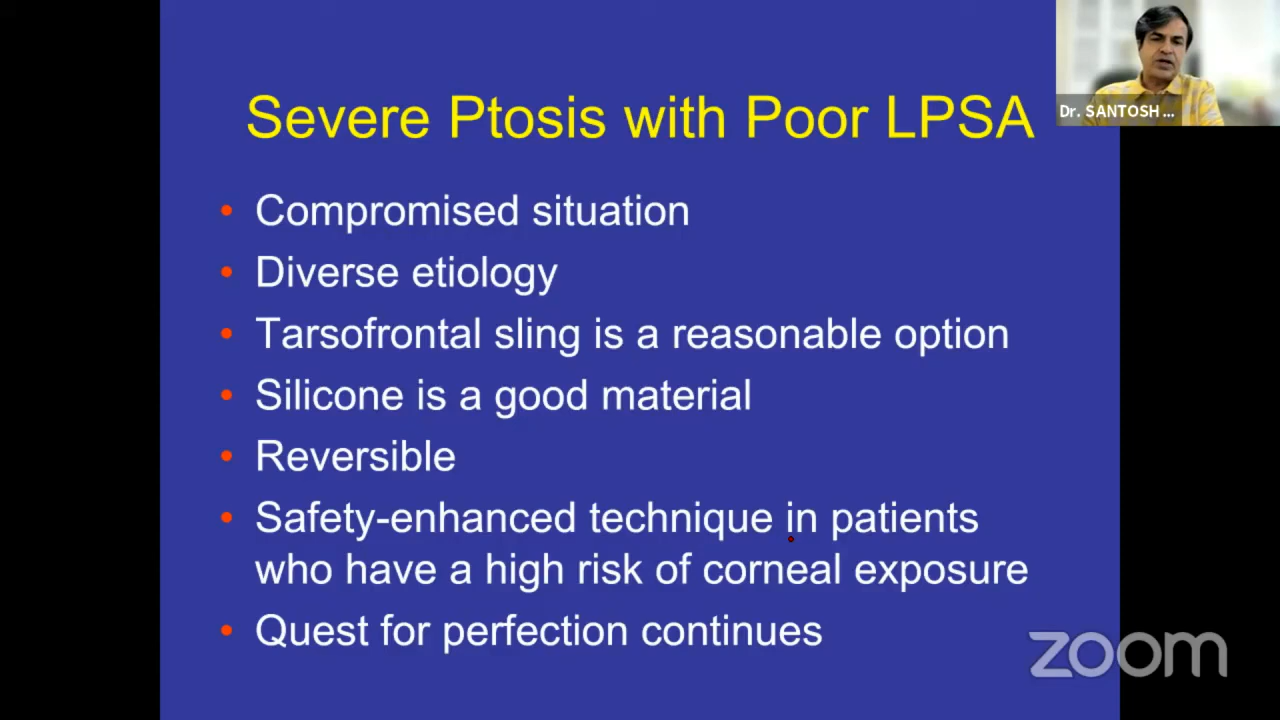 Severe Ptosis with Poor LPSA
Dr. SANTOSH ...
• Compromised situation
• Diverse etiology
• Tarsofrontal sling is a reasonable option
• Silicone is a good material
• Reversible
• Safety-enhanced technique in patients
who have a high risk of corneal exposure
• Quest for perfection continues
zoom